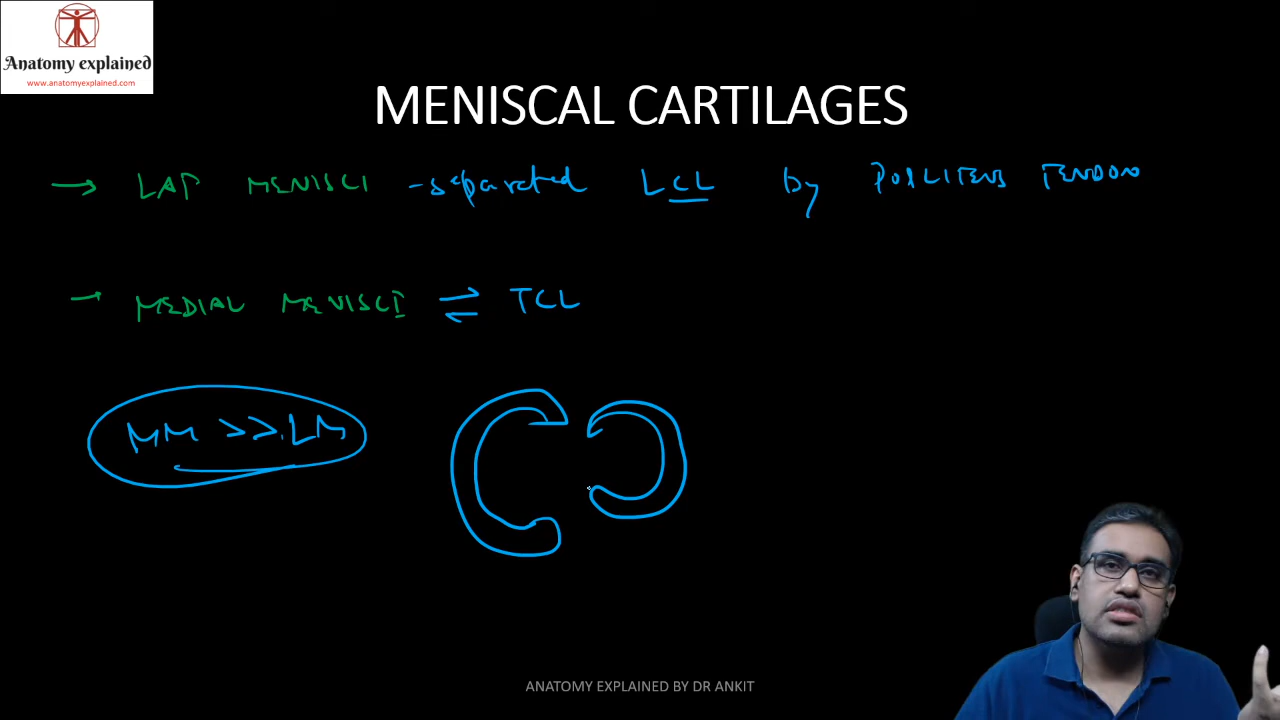 Anatomy explained
www.anatomyexplained.com
MENISCAL CARTILAGES
→ LAT MENISCI - separated LCL by POPLITEUS TENDON
→ MEDIAL MENISCI ⇌ TCL
MM >> LM
ANATOMY EXPLAINED BY DR ANKIT